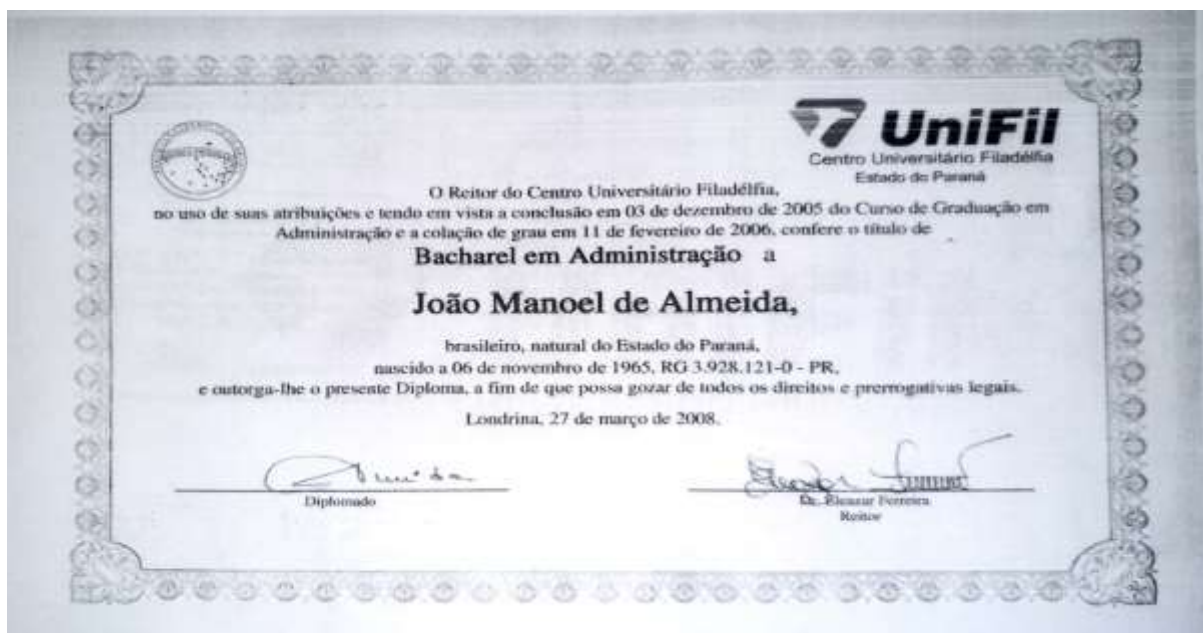 UniFil
Centro Universitário Filadélfia
Estado do Paraná
O Reitor do Centro Universitário Filadélfia,
no uso de suas atribuições e tendo em vista a conclusão em 03 de dezembro de 2005 do Curso de Graduação em
Administração e a colação de grau em 11 de fevereiro de 2006, confere o título de
Bacharel em Administração a
João Manoel de Almeida,
brasileiro, natural do Estado do Paraná,
nascido a 06 de novembro de 1965, RG 3.928.121-0 - PR,
e outorga-lhe o presente Diploma, a fim de que possa gozar de todos os direitos e prerrogativas legais.
Londrina, 27 de março de 2008.
Diplomado
Dr. Eleazar Ferreira
Reitor